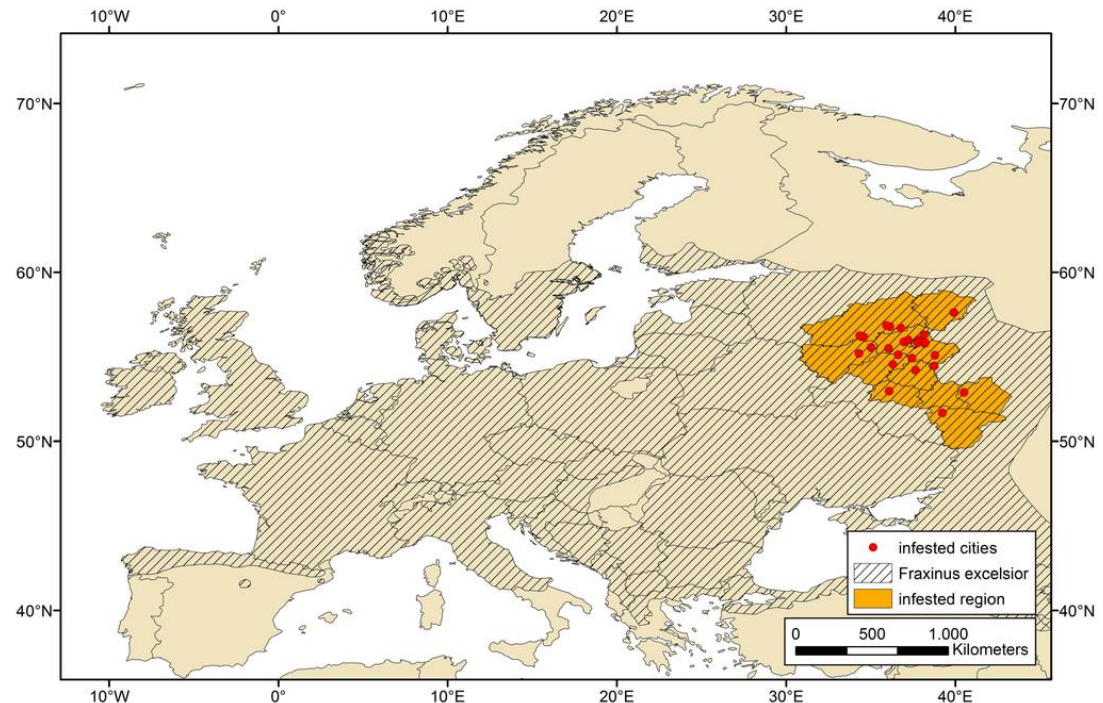 10°W 0° 10°E 20°E 30°E 40°E
70°N 70°N
60°N 60°N
50°N 50°N
infested cities
Fraxinus excelsior
infested region
40°N 40°N
0 500 1.000
Kilometers
10°W 0° 10°E 20°E 30°E 40°E